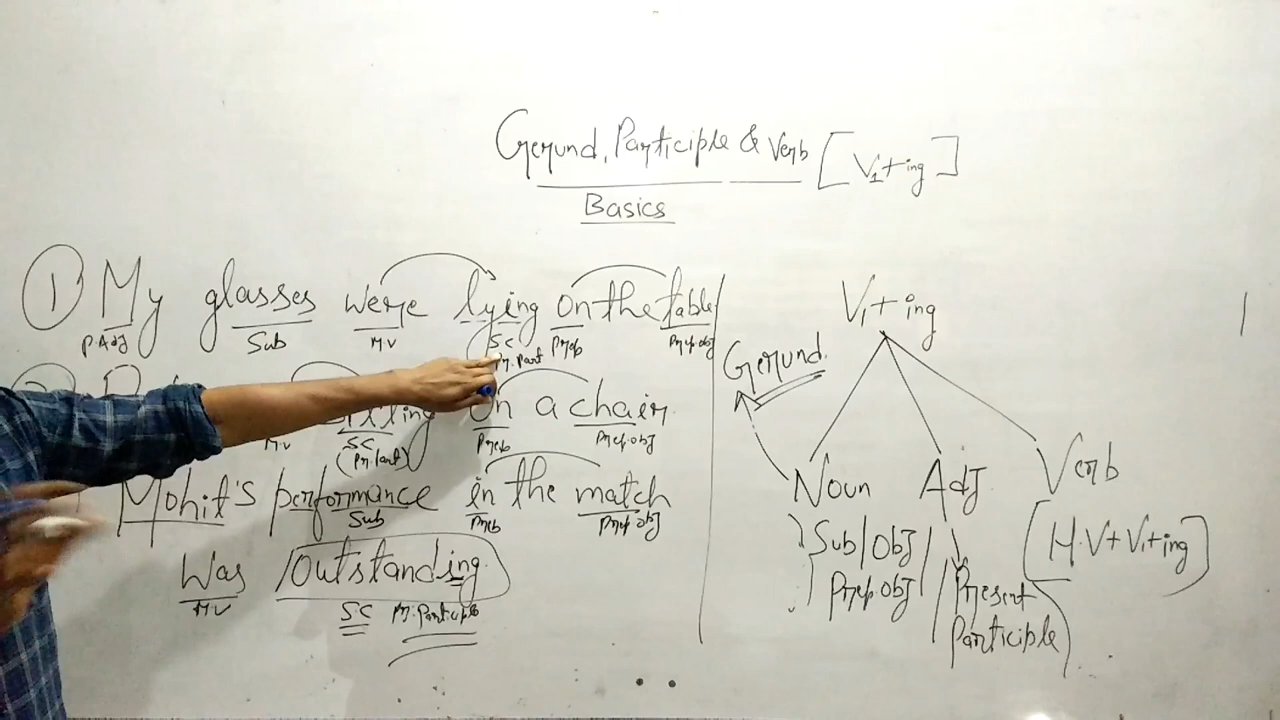 Gerund, Participle & Verb [V1+ing]
Basics
① My glasses were lying on the table
P.Adj Sub M.V SC Prep Prep.obj
Pr.Part
on a chair.
M.V SC Prep Prep.obj
(Pr.Part)
Mohit's performance in the match
Sub Prep Prep.obj
Was Outstanding.
M.V SC Pr.Participle
V1+ing
Gerund.
Noun Adj Verb
Sub/Obj [H.V+V1+ing]
Prep.obj Present
Participle